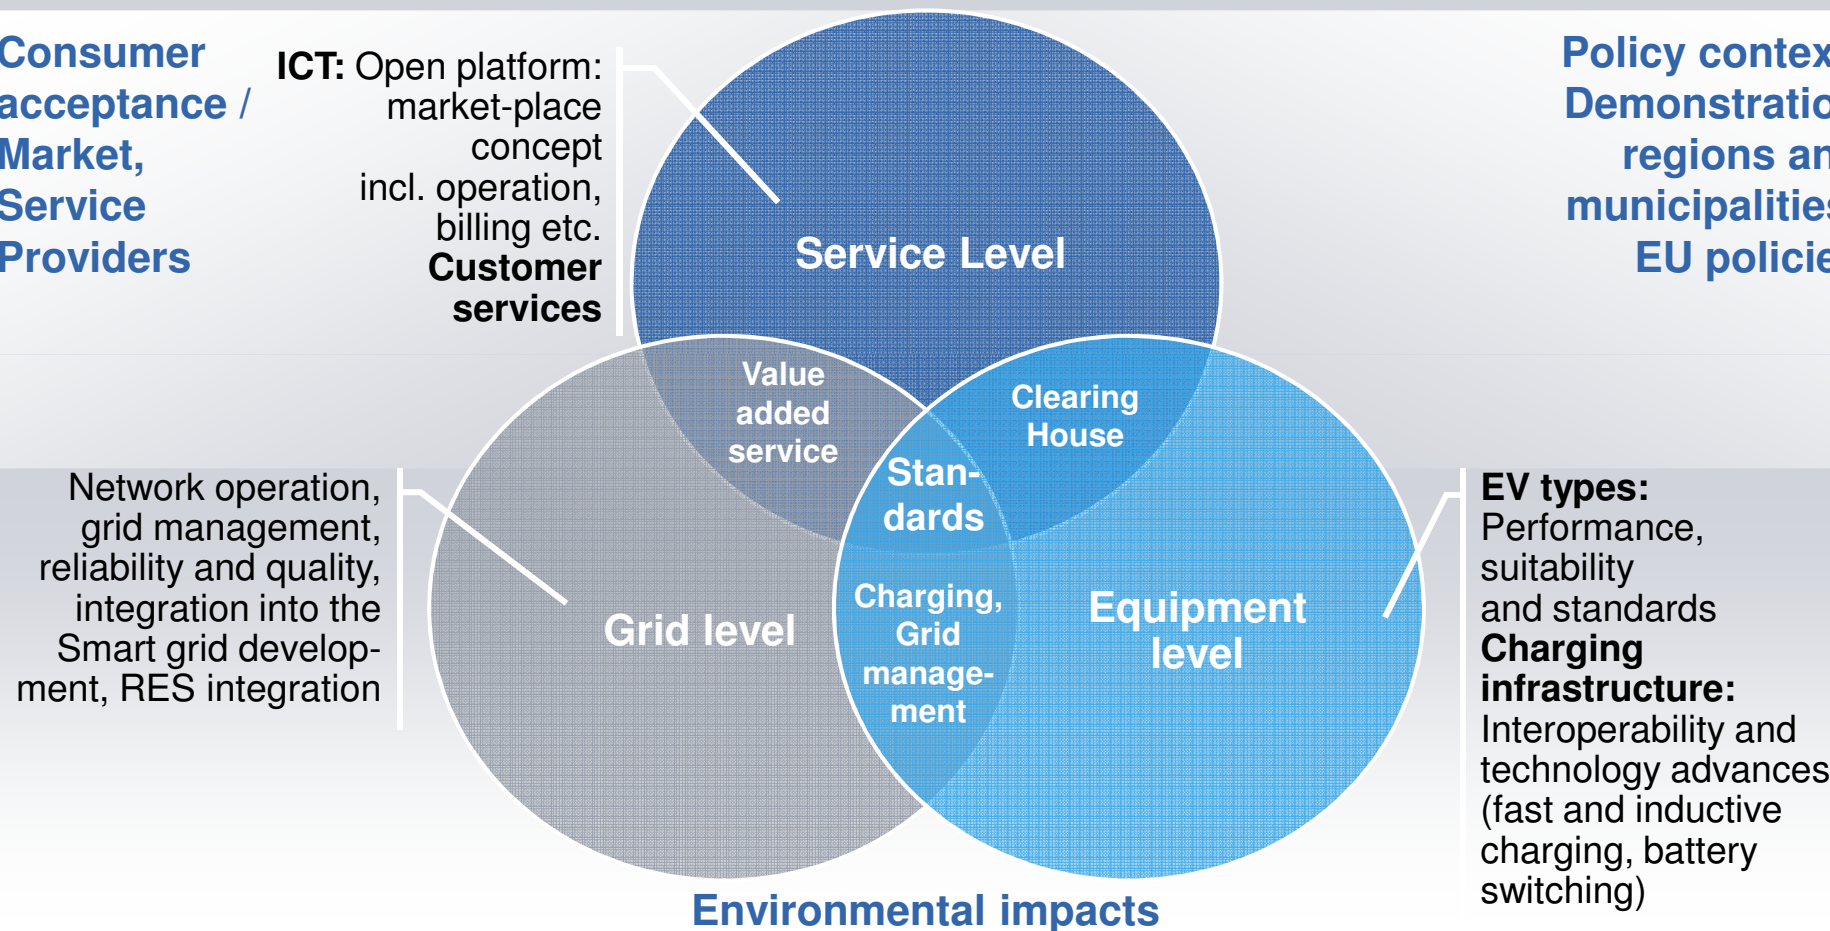 Consumer
acceptance /
Market,
Service
Providers
ICT: Open platform:
market-place
concept
incl. operation,
billing etc.
Customer
services
Policy contex
Demonstratio
regions an
municipalities
EU policie
Service Level
Value
added
service
Clearing
House
Stan-
dards
Charging,
Grid
manage-
ment
Grid level
Equipment
level
Network operation,
grid management,
reliability and quality,
integration into the
Smart grid develop-
ment, RES integration
EV types:
Performance,
suitability
and standards
Charging
infrastructure:
Interoperability and
technology advances
(fast and inductive
charging, battery
switching)
Environmental impacts